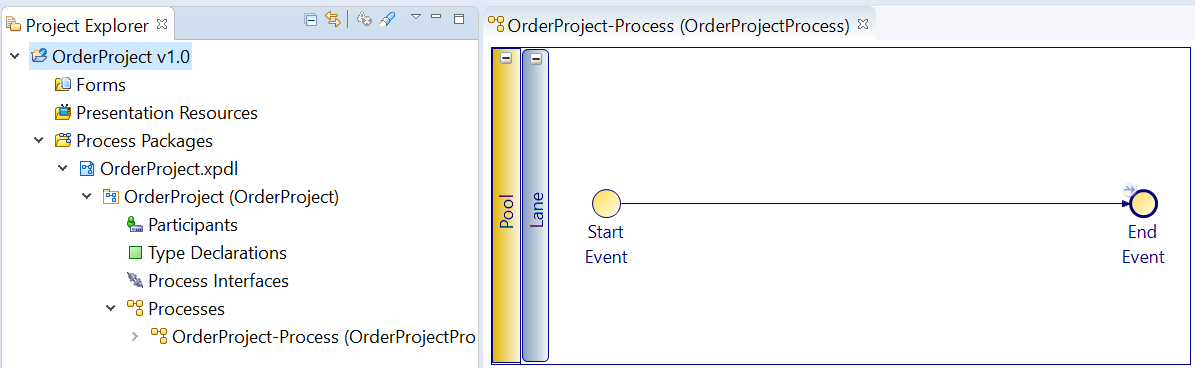 Project Explorer
OrderProject v1.0
Forms
Presentation Resources
Process Packages
OrderProject.xpdl
OrderProject (OrderProject)
Participants
Type Declarations
Process Interfaces
Processes
OrderProject-Process (OrderProjectPro
OrderProject-Process (OrderProjectProcess)
Pool
Lane
Start
Event
End
Event